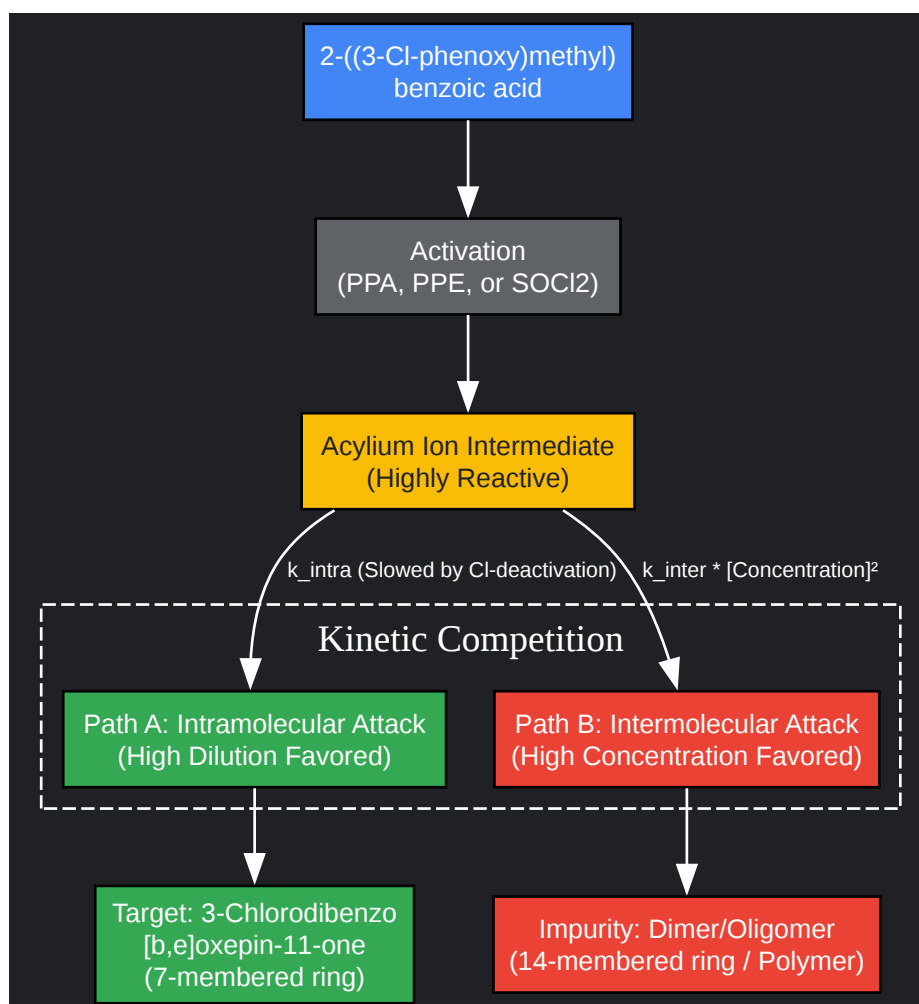 2-((3-Cl-phenoxy)methyl)
benzoic acid
Activation
(PPA, PPE, or SOCl2)
Acylium Ion Intermediate
(Highly Reactive)
k_intra (Slowed by Cl-deactivation)
k_inter * [Concentration]²
Kinetic Competition
Path A: Intramolecular Attack
(High Dilution Favored)
Path B: Intermolecular Attack
(High Concentration Favored)
Target: 3-Chlorodibenzo
[b,e]oxepin-11-one
(7-membered ring)
Impurity: Dimer/Oligomer
(14-membered ring / Polymer)